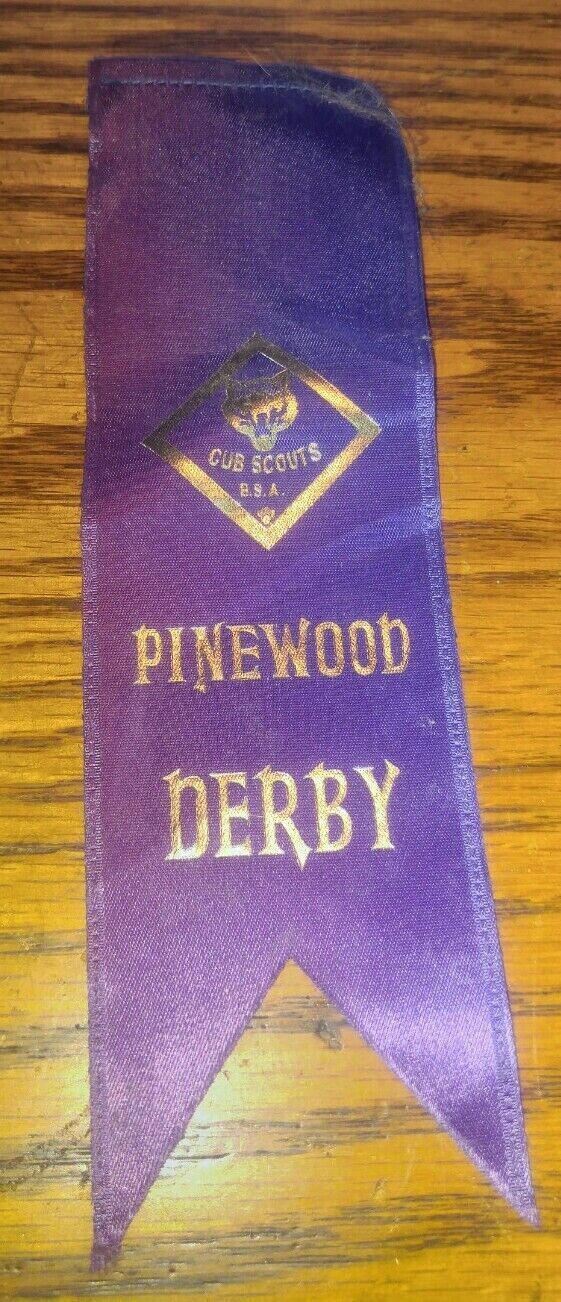 CUB SCOUTS
B.S.A.
PINEWOOD
DERBY